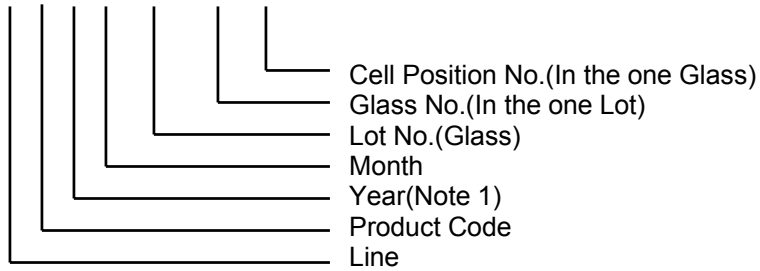 Cell Position No.(In the one Glass)
Glass No.(In the one Lot)
Lot No.(Glass)
Month
Year(Note 1)
Product Code
Line